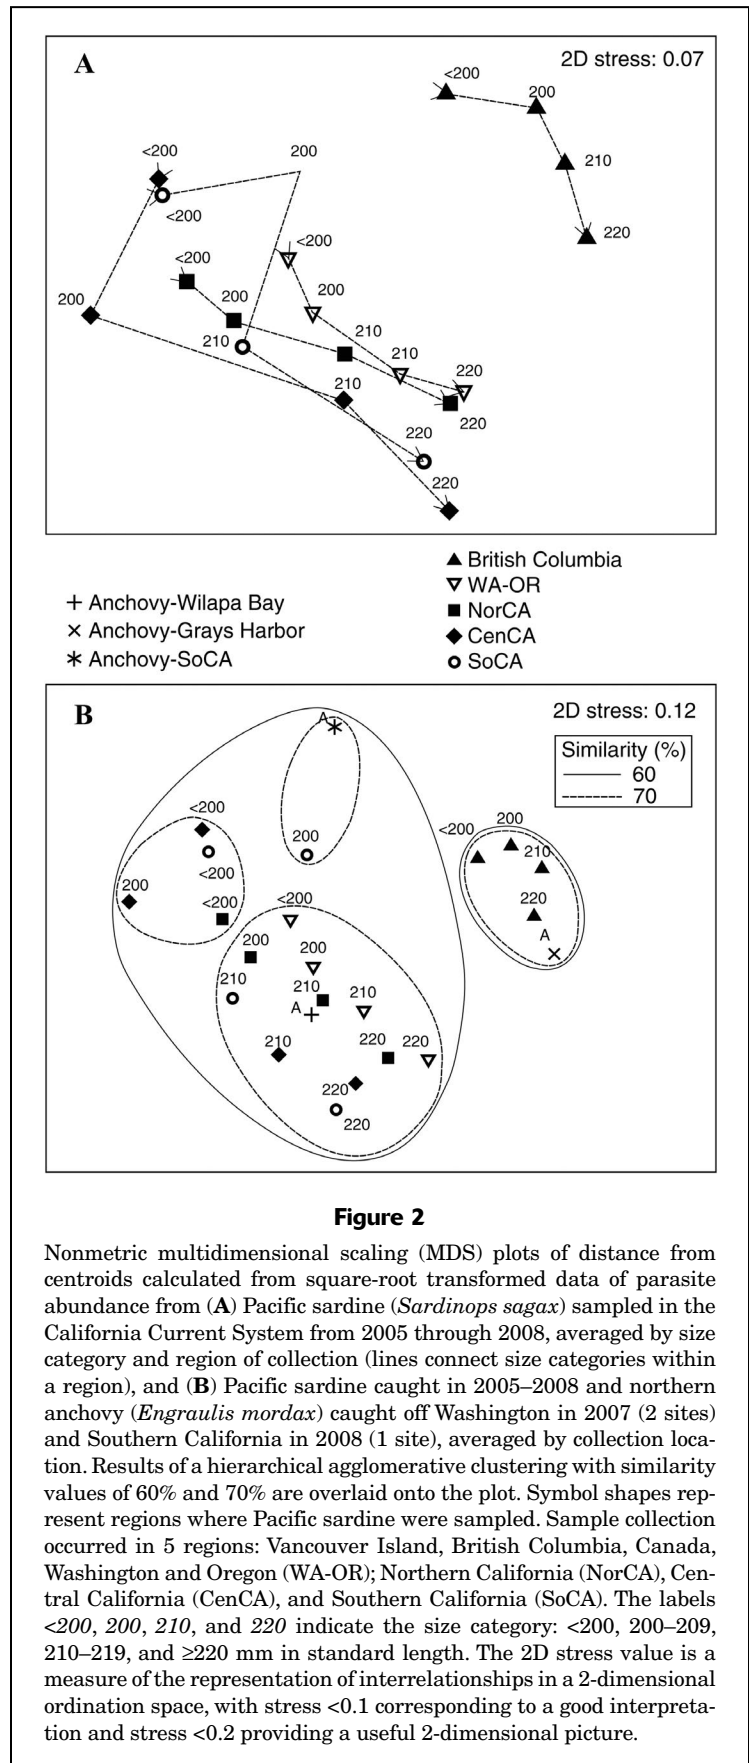 A
2D stress: 0.07
<200
200
210
220
<200
200
<200
<200
<200
200
200
200
<200
200
210
210
210
220
210
220
220
220
+ Anchovy-Wilapa Bay
× Anchovy-Grays Harbor
* Anchovy-SoCA
▲ British Columbia
▽ WA-OR
■ NorCA
◆ CenCA
○ SoCA
B
2D stress: 0.12
Similarity (%)
60
70
A
<200
200
<200
200
<200
200
210
220
A
<200
<200
200
200
210
210
A
210
210
220
220
220
220
Figure 2
Nonmetric multidimensional scaling (MDS) plots of distance from
centroids calculated from square-root transformed data of parasite
abundance from (A) Pacific sardine (Sardinops sagax) sampled in the
California Current System from 2005 through 2008, averaged by size
category and region of collection (lines connect size categories within
a region), and (B) Pacific sardine caught in 2005–2008 and northern
anchovy (Engraulis mordax) caught off Washington in 2007 (2 sites)
and Southern California in 2008 (1 site), averaged by collection loca-
tion. Results of a hierarchical agglomerative clustering with similarity
values of 60% and 70% are overlaid onto the plot. Symbol shapes rep-
resent regions where Pacific sardine were sampled. Sample collection
occurred in 5 regions: Vancouver Island, British Columbia, Canada,
Washington and Oregon (WA-OR); Northern California (NorCA), Cen-
tral California (CenCA), and Southern California (SoCA). The labels
<200, 200, 210, and 220 indicate the size category: <200, 200–209,
210–219, and ≥220 mm in standard length. The 2D stress value is a
measure of the representation of interrelationships in a 2-dimensional
ordination space, with stress <0.1 corresponding to a good interpreta-
tion and stress <0.2 providing a useful 2-dimensional picture.